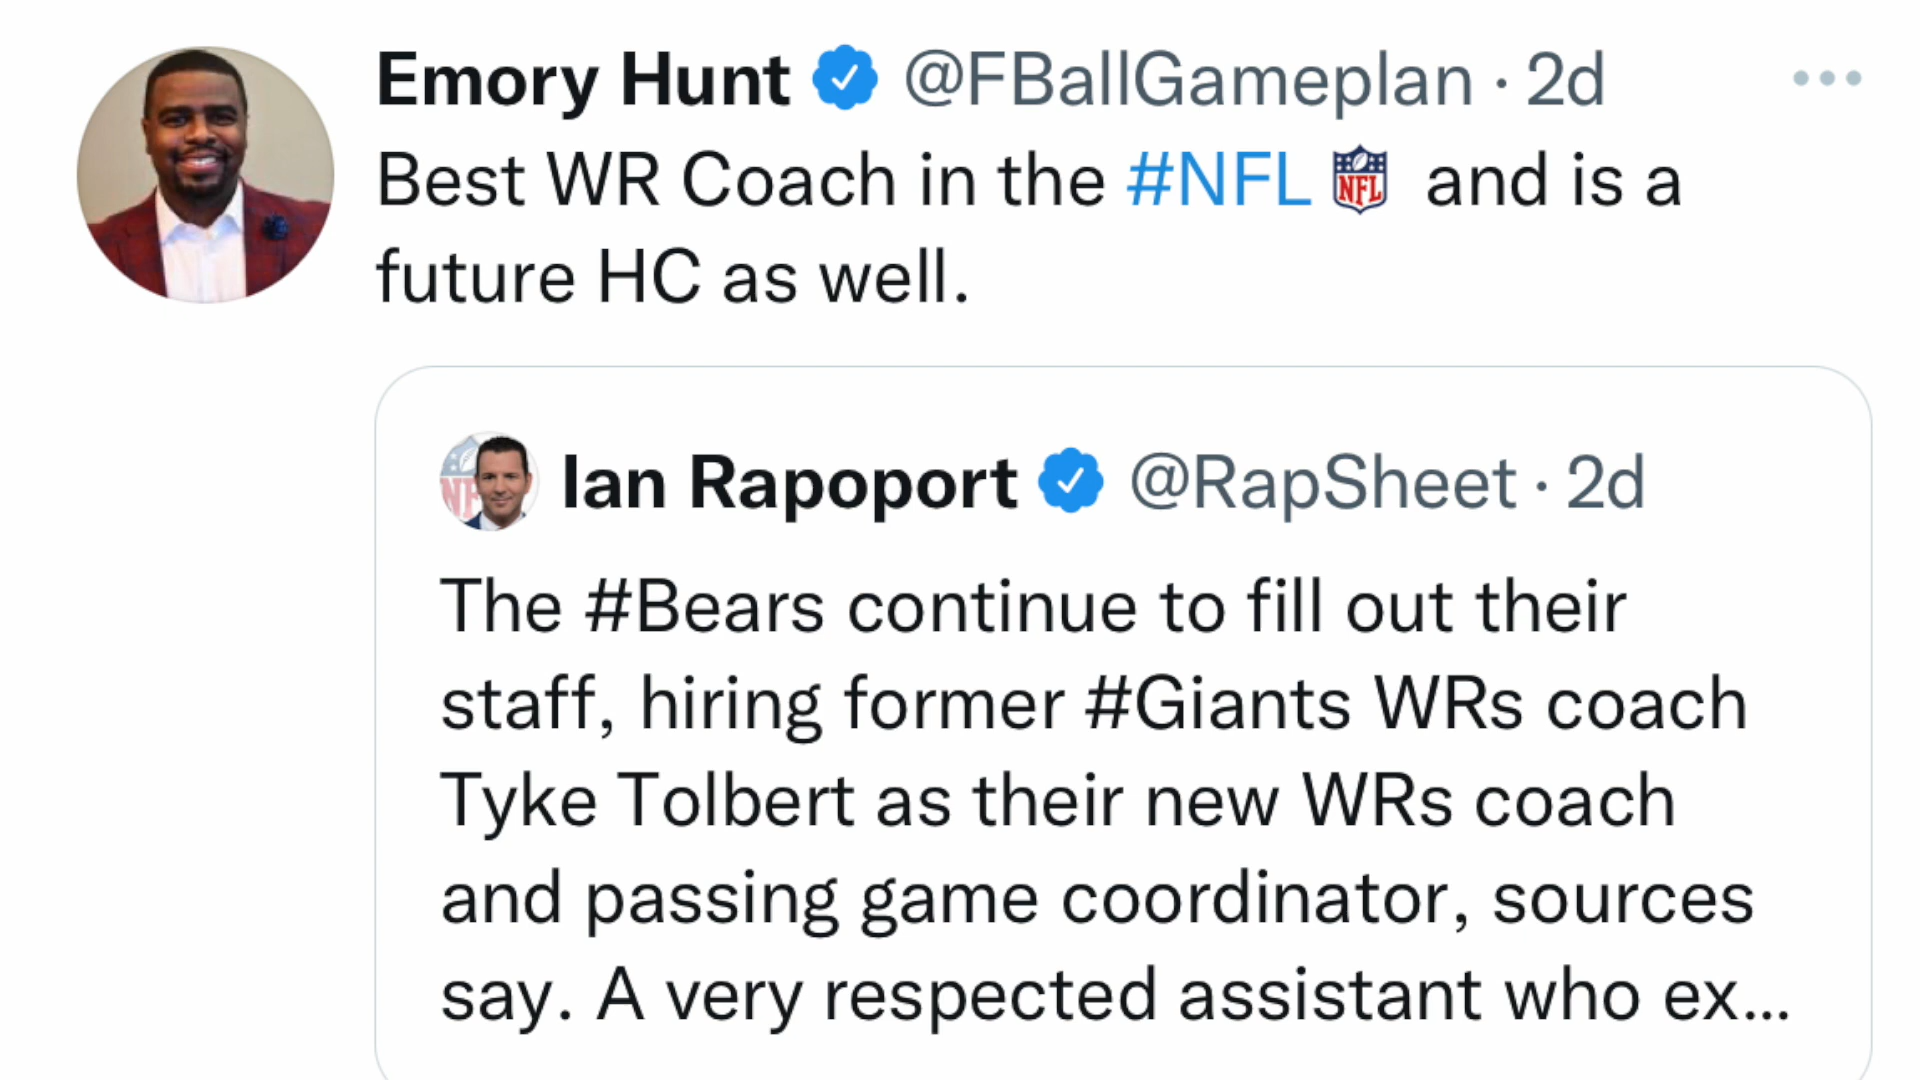 Emory Hunt @FBallGameplan · 2d
Best WR Coach in the #NFL NFL and is a
future HC as well.
Ian Rapoport @RapSheet · 2d
The #Bears continue to fill out their
staff, hiring former #Giants WRs coach
Tyke Tolbert as their new WRs coach
and passing game coordinator, sources
say. A very respected assistant who ex...